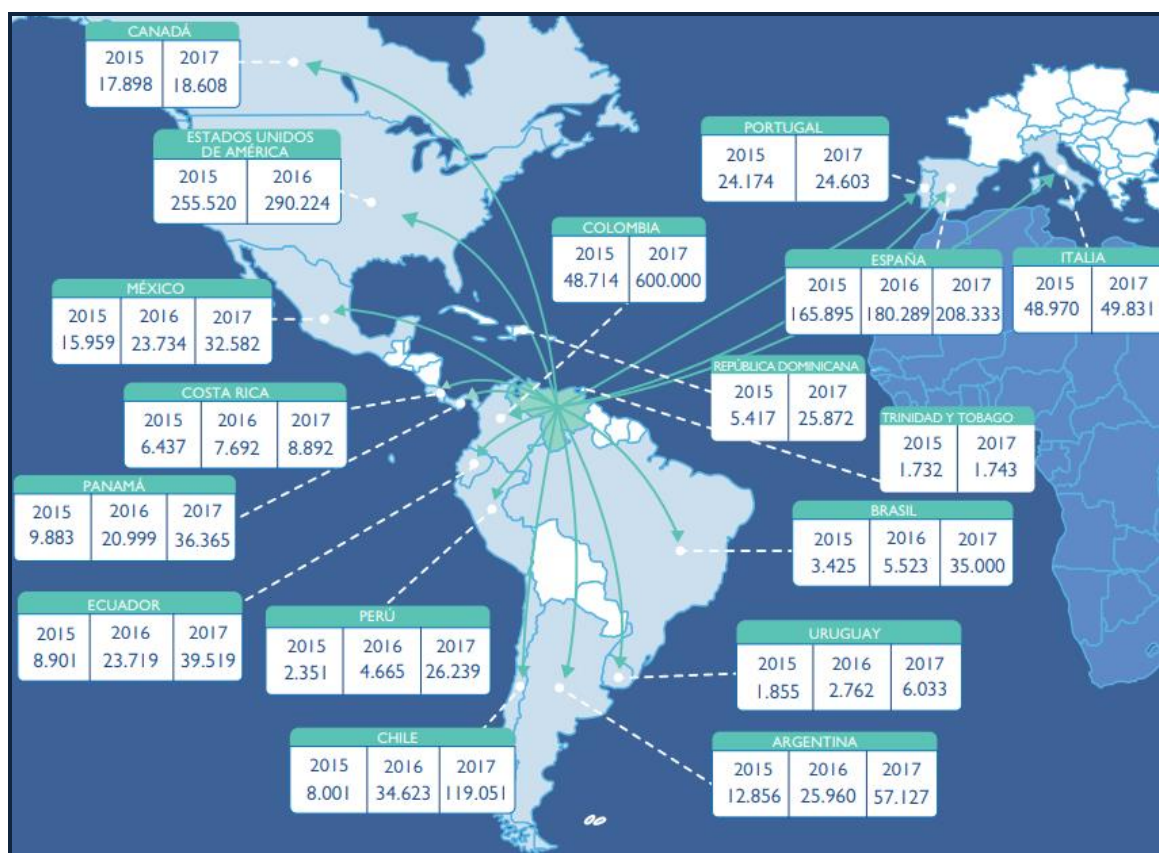 CANADÁ
2015 2017
17.898 18.608
ESTADOS UNIDOS
DE AMÉRICA
2015 2016
255.520 290.224
PORTUGAL
2015 2017
24.174 24.603
COLOMBIA
2015 2017
48.714 600.000
ESPAÑA
2015 2016 2017
165.895 180.289 208.333
ITALIA
2015 2017
48.970 49.831
MÉXICO
2015 2016 2017
15.959 23.734 32.582
REPÚBLICA DOMINICANA
2015 2017
5.417 25.872
COSTA RICA
2015 2016 2017
6.437 7.692 8.892
TRINIDAD Y TOBAGO
2015 2017
1.732 1.743
PANAMÁ
2015 2016 2017
9.883 20.999 36.365
BRASIL
2015 2016 2017
3.425 5.523 35.000
ECUADOR
2015 2016 2017
8.901 23.719 39.519
PERÚ
2015 2016 2017
2.351 4.665 26.239
URUGUAY
2015 2016 2017
1.855 2.762 6.033
CHILE
2015 2016 2017
8.001 34.623 119.051
ARGENTINA
2015 2016 2017
12.856 25.960 57.127